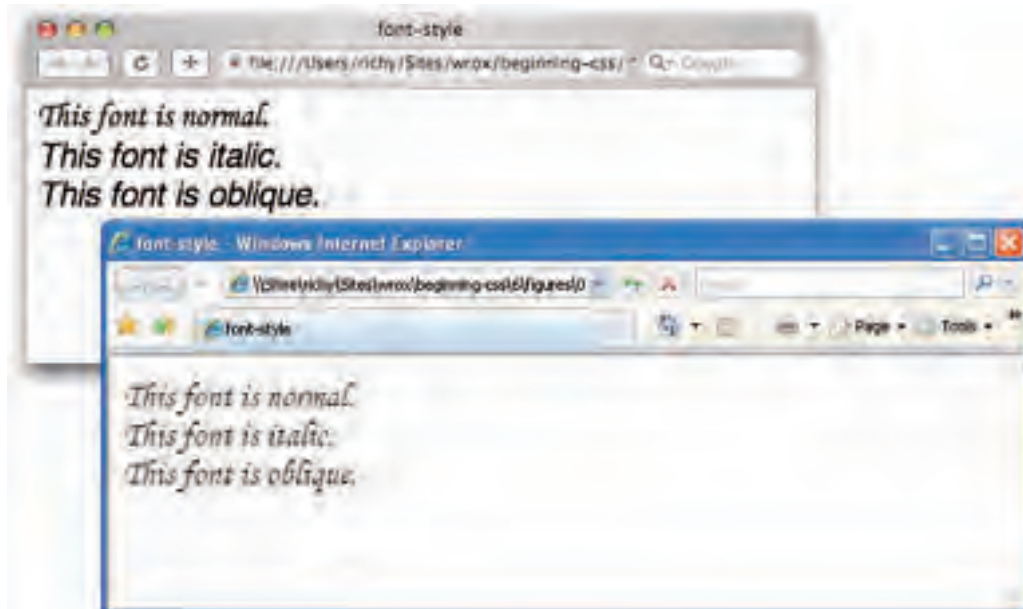 font-style
file:///Users/richy/Sites/wrox/beginning-css/
This font is normal.
This font is italic.
This font is oblique.
font-style - Windows Internet Explorer
font-style
Page
Tools
This font is normal.
This font is italic.
This font is oblique.